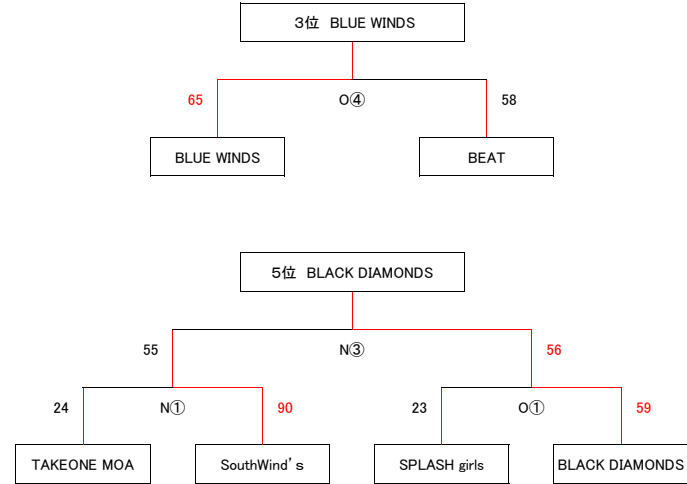 ３位 BLUE WINDS
65 O④ 58
BLUE WINDS BEAT
５位 BLACK DIAMONDS
55 N③ 56
24 N① 90 23 O① 59
TAKEONE MOA SouthWind's SPLASH girls BLACK DIAMONDS